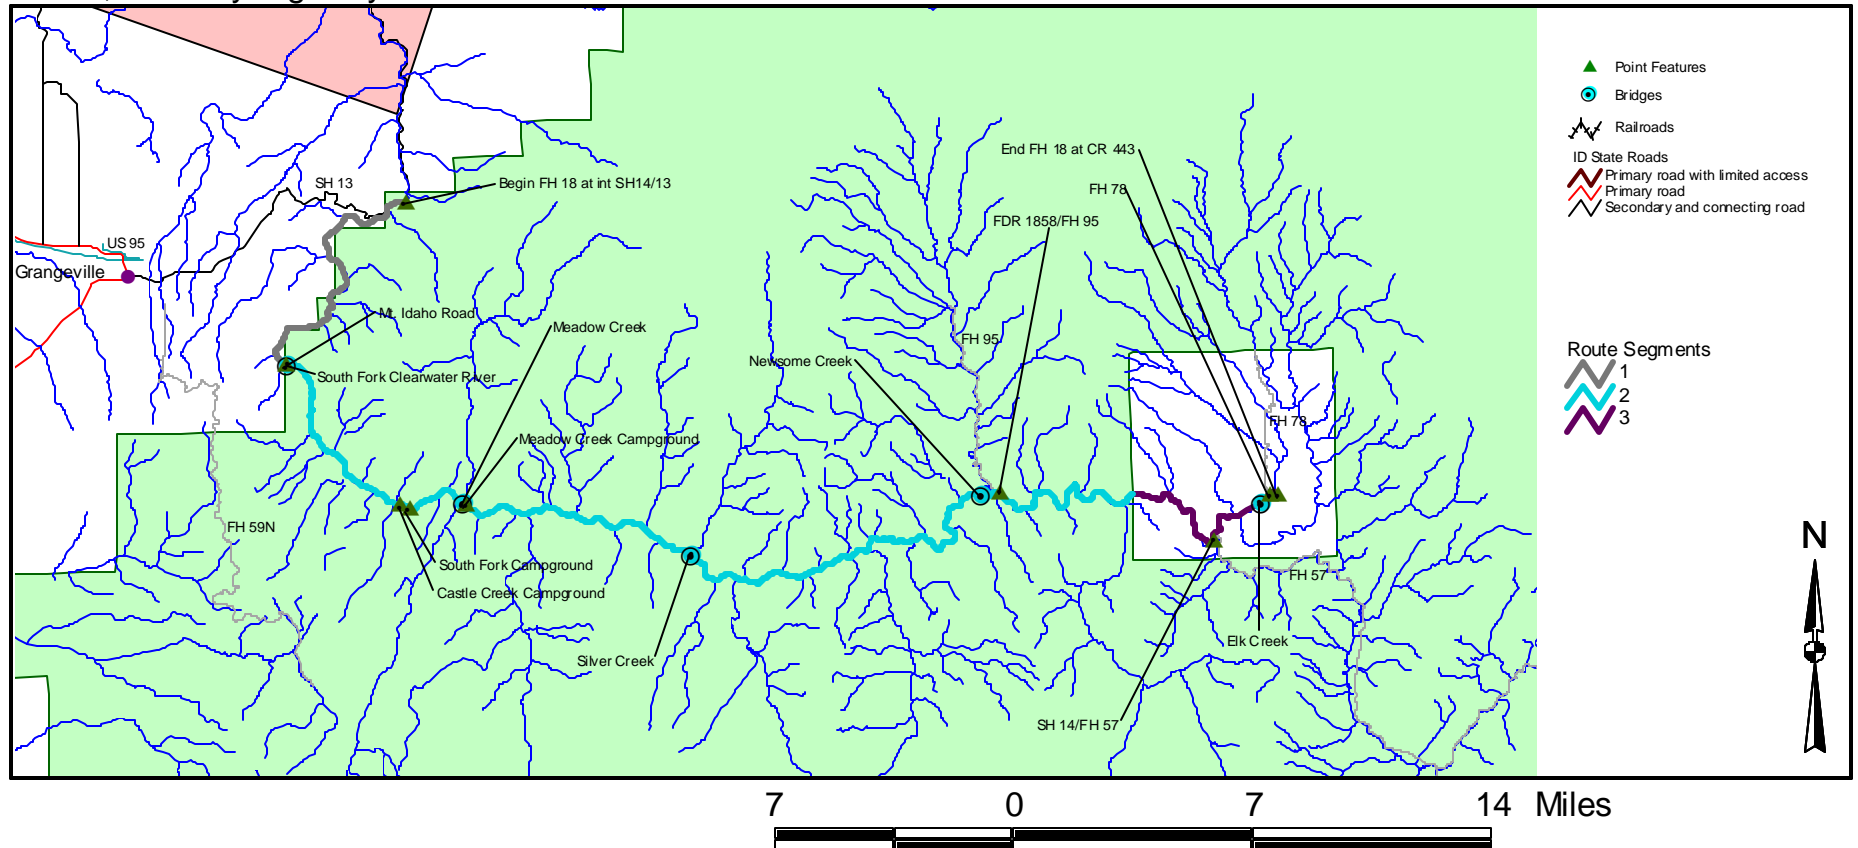 Point Features
Bridges
Railroads
ID State Roads
Primary road with limited access
Primary road
Secondary and connecting road
Route Segments
1
2
3
End FH 18 at CR 443
FH 78
FDR 1858/FH 95
SH 13
Begin FH 18 at int SH14/13
US 95
Grangeville
Mt. Idaho Road
Meadow Creek
FH 95
Newsome Creek
South Fork Clearwater River
FH 78
Meadow Creek Campground
FH 59N
South Fork Campground
FH 57
Castle Creek Campground
Elk Creek
Silver Creek
SH 14/FH 57
N
7 0 7 14 Miles